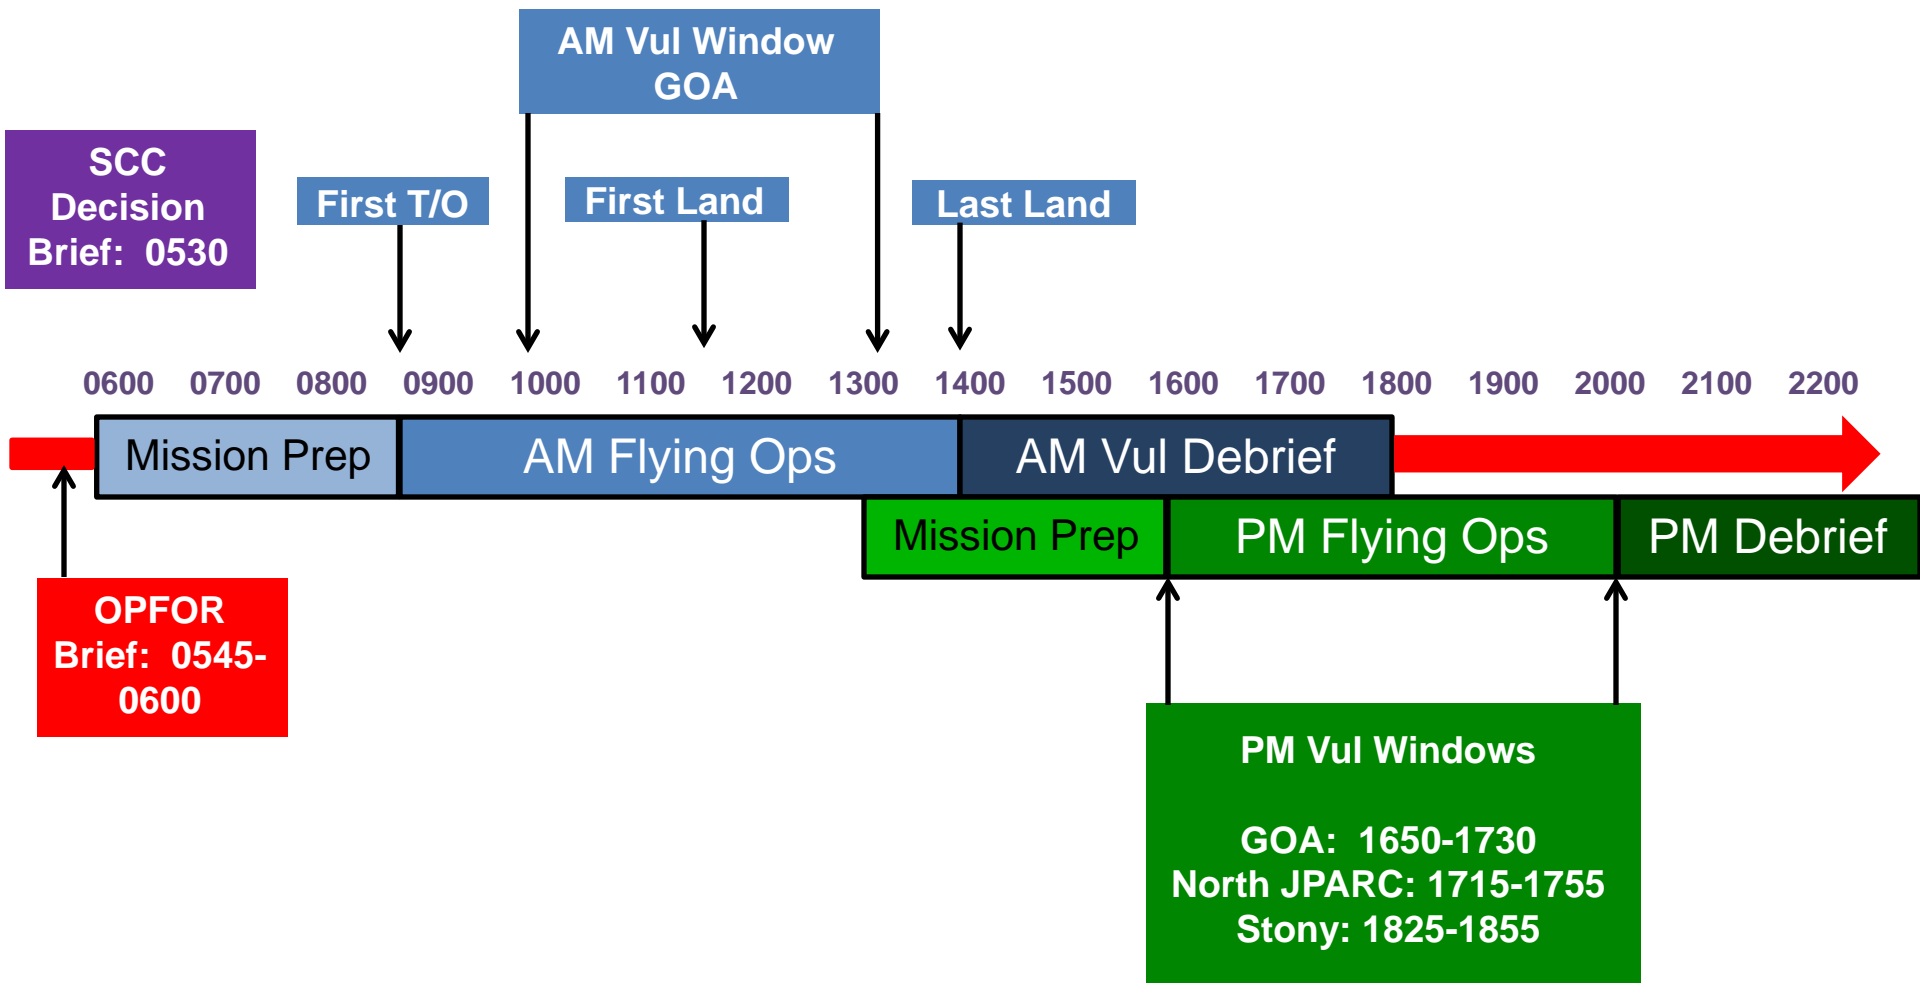 AM Vul Window
GOA
SCC
Decision
Brief:  0530
First T/O
First Land
Last Land
0600 0700 0800 0900 1000 1100 1200 1300 1400 1500 1600 1700 1800 1900 2000 2100 2200
Mission Prep
AM Flying Ops
AM Vul Debrief
Mission Prep
PM Flying Ops
PM Debrief
OPFOR
Brief:  0545-
0600
PM Vul Windows
GOA:  1650-1730
North JPARC: 1715-1755
Stony: 1825-1855